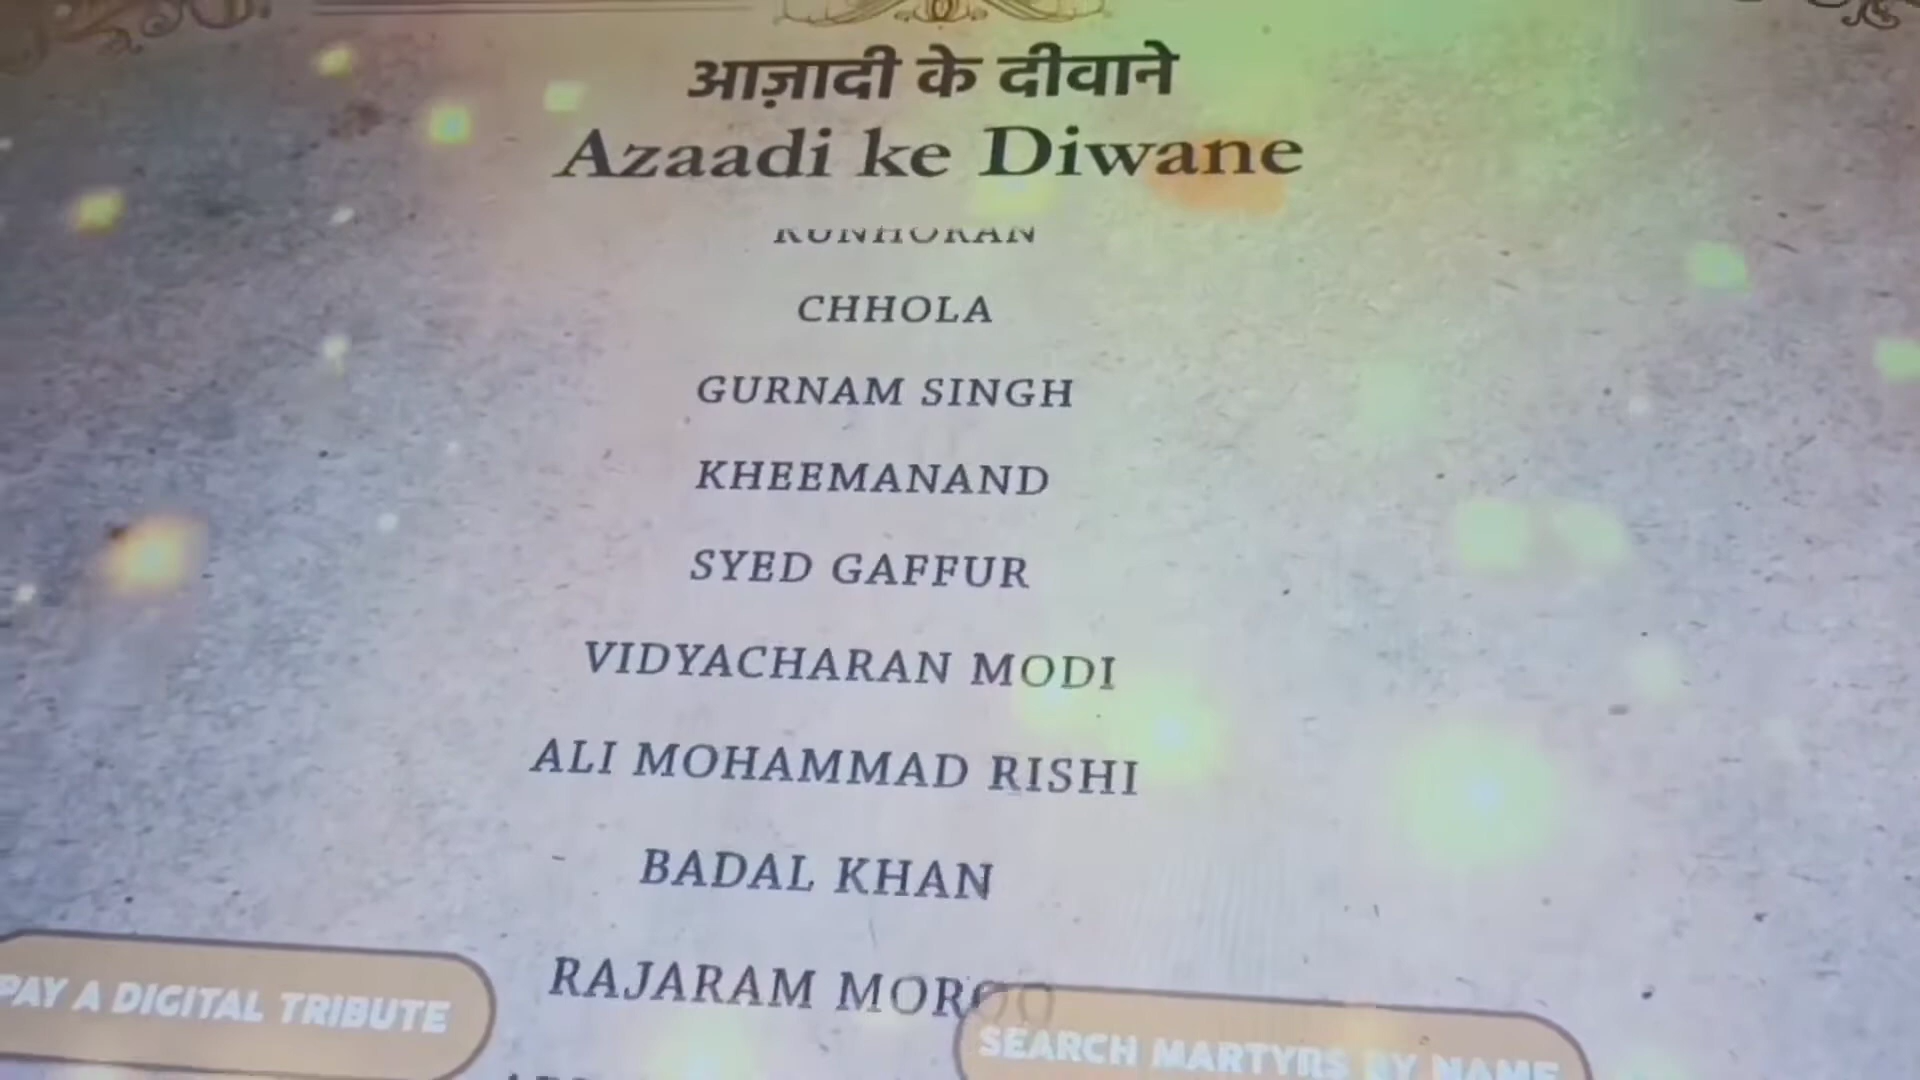 आज़ादी के दीवाने
Azaadi ke Diwane
CHHOLA
GURNAM SINGH
KHEEMANAND
SYED GAFFUR
VIDYACHARAN MODI
ALI MOHAMMAD RISHI
BADAL KHAN
RAJARAM
PAY A DIGITAL TRIBUTE
SEARCH MARTYRS BY NAME